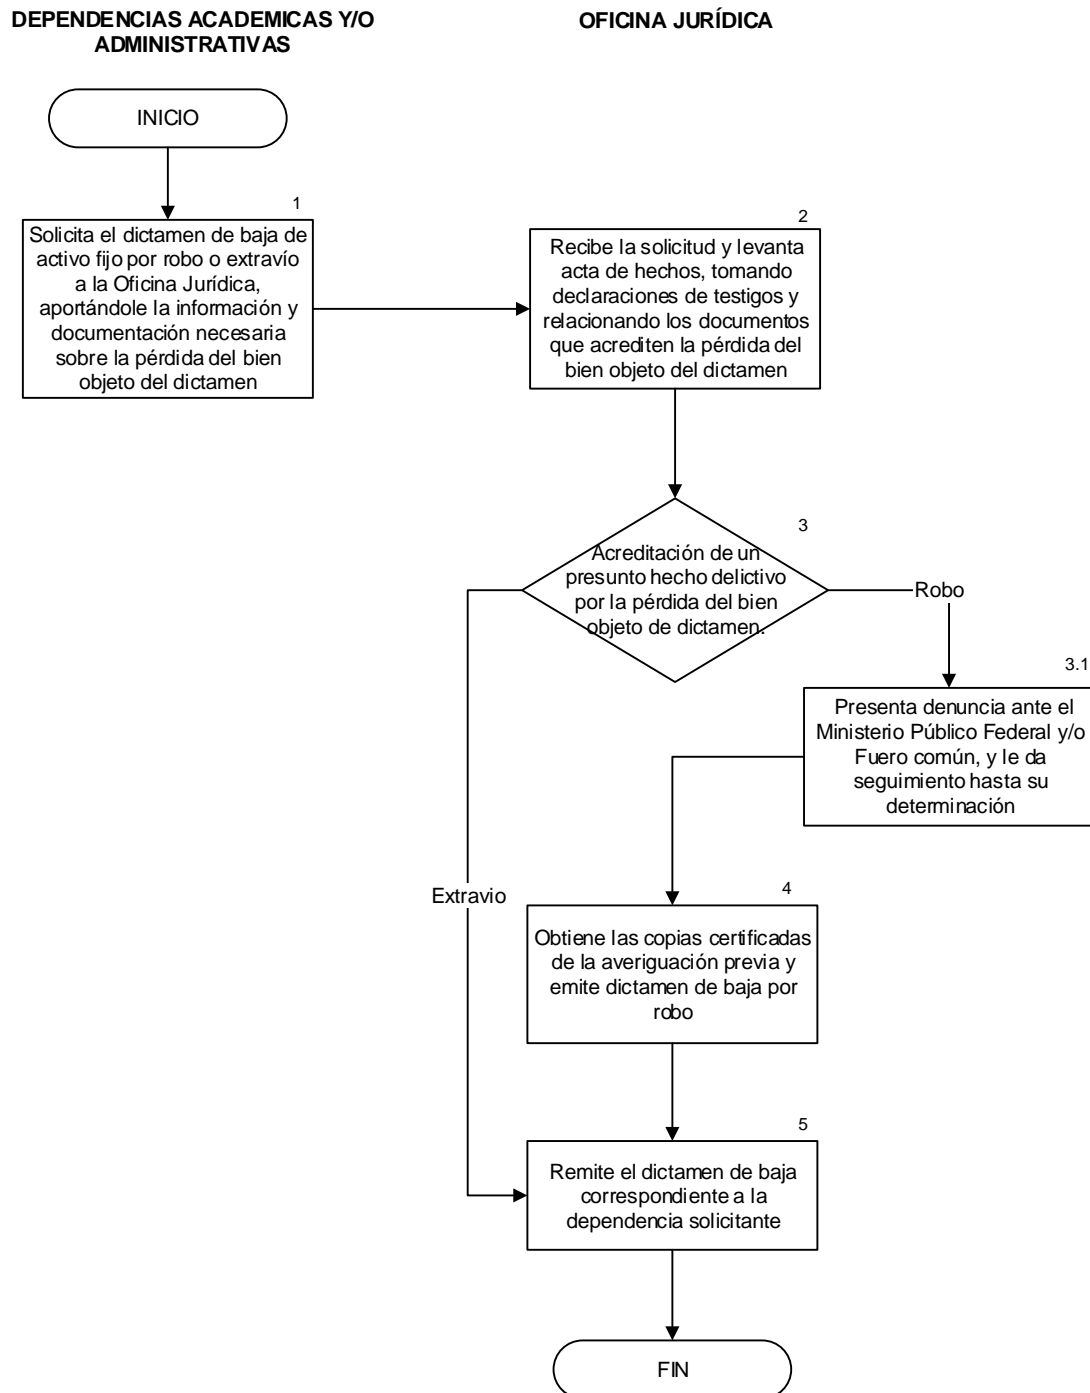 DEPENDENCIAS ACADEMICAS Y/O
ADMINISTRATIVAS
OFICINA JURÍDICA
INICIO
1
Solicita el dictamen de baja de
activo fijo por robo o extravío
a la Oficina Jurídica,
aportándole la información y
documentación necesaria
sobre la pérdida del bien
objeto del dictamen
2
Recibe la solicitud y levanta
acta de hechos, tomando
declaraciones de testigos y
relacionando los documentos
que acrediten la pérdida del
bien objeto del dictamen
3
Acreditación de un
presunto hecho delictivo
por la pérdida del bien
objeto de dictamen.
Robo
3.1
Presenta denuncia ante el
Ministerio Público Federal y/o
Fuero común, y le da
seguimiento hasta su
determinación
Extravio
4
Obtiene las copias certificadas
de la averiguación previa y
emite dictamen de baja por
robo
5
Remite el dictamen de baja
correspondiente a la
dependencia solicitante
FIN